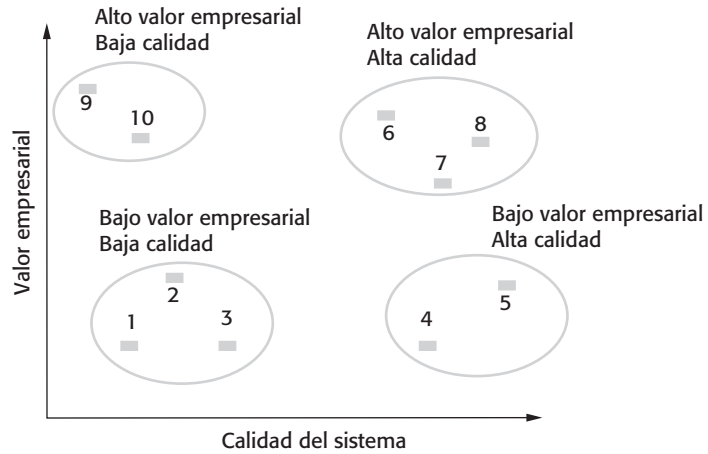 Alto valor empresarial
Baja calidad
Alto valor empresarial
Alta calidad
9
10
6
8
7
Valor empresarial
Bajo valor empresarial
Baja calidad
Bajo valor empresarial
Alta calidad
2
1
3
5
4
Calidad del sistema